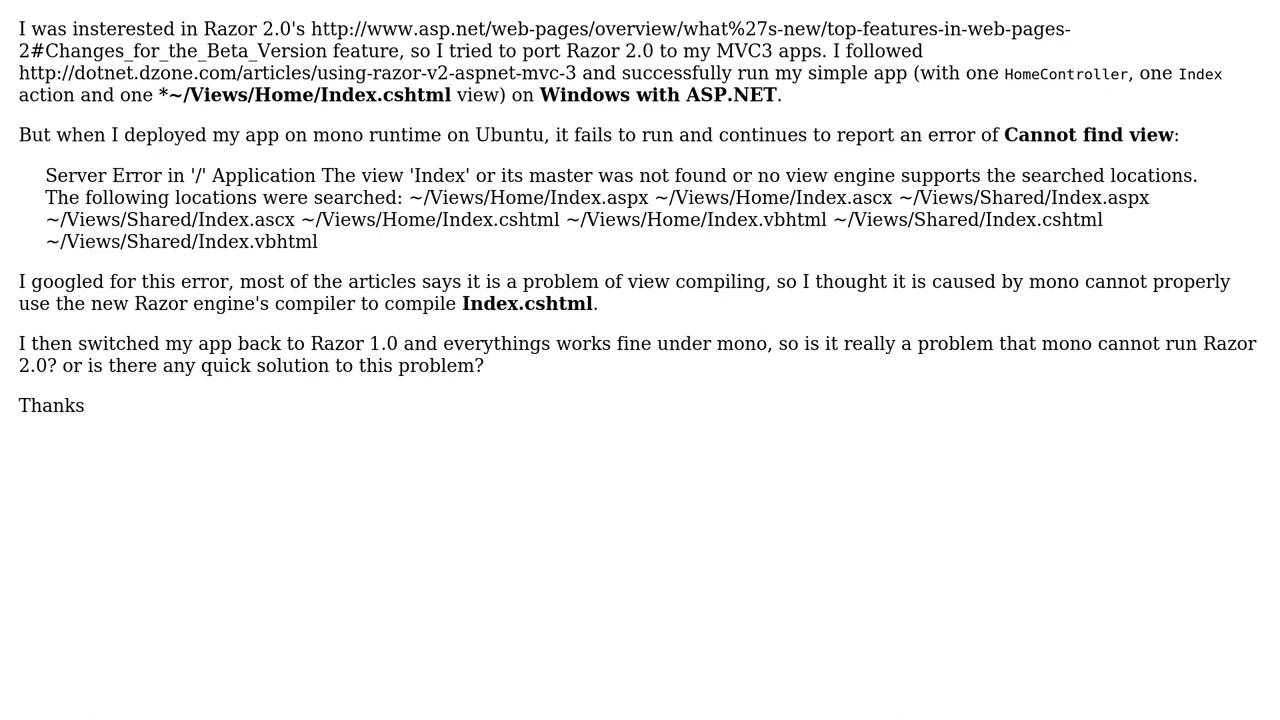 I was insterested in Razor 2.0's http://www.asp.net/web-pages/overview/what%27s-new/top-features-in-web-pages-
2#Changes_for_the_Beta_Version feature, so I tried to port Razor 2.0 to my MVC3 apps. I followed
http://dotnet.dzone.com/articles/using-razor-v2-aspnet-mvc-3 and successfully run my simple app (with one HomeController, one Index
action and one *~/Views/Home/Index.cshtml view) on Windows with ASP.NET.
But when I deployed my app on mono runtime on Ubuntu, it fails to run and continues to report an error of Cannot find view:
Server Error in '/' Application The view 'Index' or its master was not found or no view engine supports the searched locations.
The following locations were searched: ~/Views/Home/Index.aspx ~/Views/Home/Index.ascx ~/Views/Shared/Index.aspx
~/Views/Shared/Index.ascx ~/Views/Home/Index.cshtml ~/Views/Home/Index.vbhtml ~/Views/Shared/Index.cshtml
~/Views/Shared/Index.vbhtml
I googled for this error, most of the articles says it is a problem of view compiling, so I thought it is caused by mono cannot properly
use the new Razor engine's compiler to compile Index.cshtml.
I then switched my app back to Razor 1.0 and everythings works fine under mono, so is it really a problem that mono cannot run Razor
2.0? or is there any quick solution to this problem?
Thanks